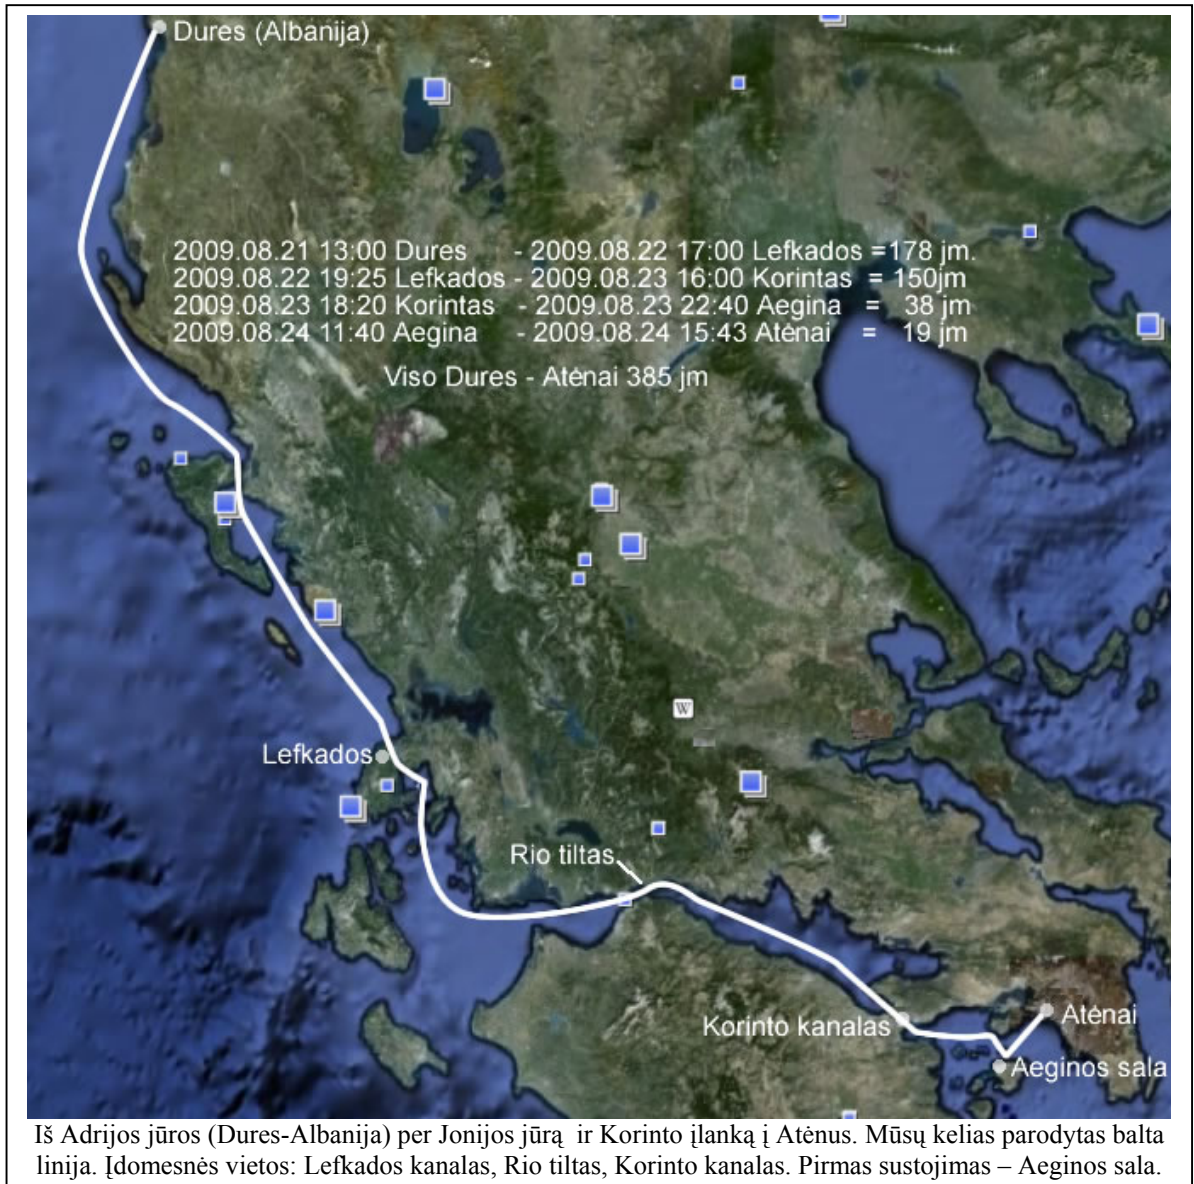 Dures (Albanija)
2009.08.21 13:00 Dures - 2009.08.22 17:00 Lefkados =178 jm.
2009.08.22 19:25 Lefkados - 2009.08.23 16:00 Korintas = 150jm
2009.08.23 18:20 Korintas - 2009.08.23 22:40 Aegina = 38 jm
2009.08.24 11:40 Aegina - 2009.08.24 15:43 Atėnai = 19 jm
Viso Dures - Atėnai 385 jm
W
Lefkados
Rio tiltas
Korinto kanalas
Atėnai
Aeginos sala
Iš Adrijos jūros (Dures-Albanija) per Jonijos jūrą ir Korinto įlanką į Atėnus. Mūsų kelias parodytas balta
linija. Įdomesnės vietos: Lefkados kanalas, Rio tiltas, Korinto kanalas. Pirmas sustojimas – Aeginos sala.